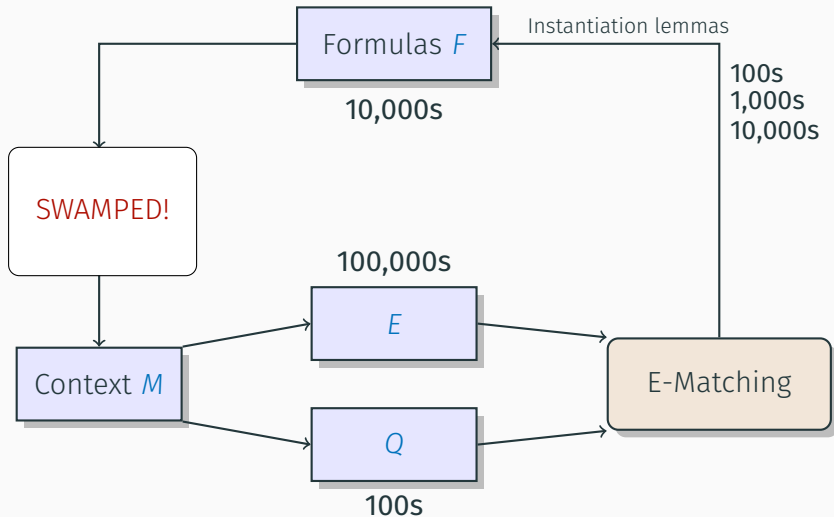 Formulas F
Instantiation lemmas
10,000s
100s
1,000s
10,000s
SWAMPED!
100,000s
E
Context M
E-Matching
Q
100s